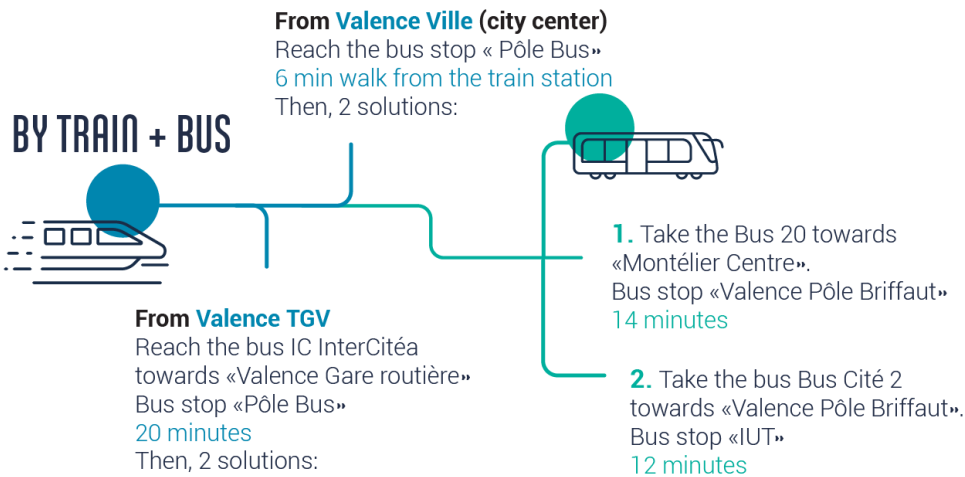 From Valence Ville (city center)
Reach the bus stop « Pôle Bus»
6 min walk from the train station
Then, 2 solutions:
BY TRAIN + BUS
1. Take the Bus 20 towards
«Montélier Centre».
Bus stop «Valence Pôle Briffaut»
14 minutes
From Valence TGV
Reach the bus IC InterCitéa
towards «Valence Gare routière»
Bus stop «Pôle Bus»
20 minutes
Then, 2 solutions:
2. Take the bus Bus Cité 2
towards «Valence Pôle Briffaut».
Bus stop «IUT»
12 minutes